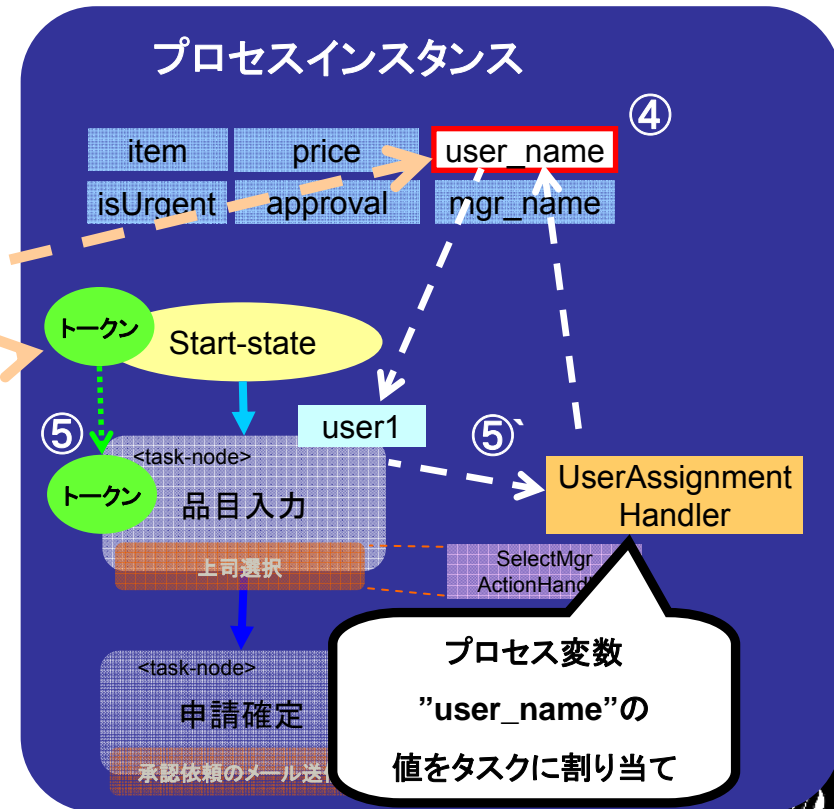 プロセスインスタンス
④
item
price
user_name
isUrgent
approval
mgr_name
トークン
Start-state
⑤
user1
⑤`
<task-node>
トークン
品目入力
UserAssignment
Handler
上司選択
SelectMgr
ActionHand
プロセス変数
”user_name”の
値をタスクに割り当て
<task-node>
申請確定
承認依頼のメール送